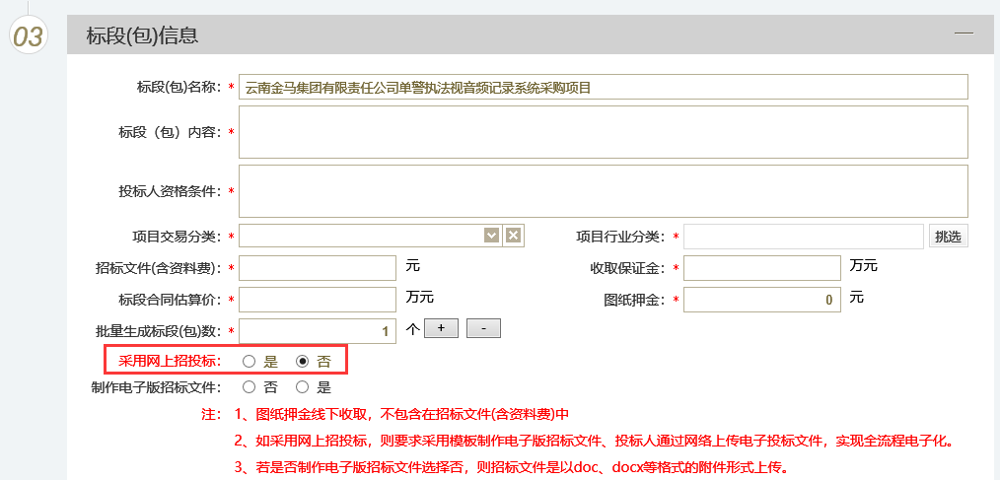 03
标段(包)信息
标段(包)名称：* 云南金马集团有限责任公司单警执法视音频记录系统采购项目
标段（包）内容：*
投标人资格条件：*
项目交易分类：* 项目行业分类：* 挑选
招标文件(含资料费)：* 元 收取保证金：* 万元
标段合同估算价：* 万元 图纸押金：* 0 元
批量生成标段(包)数：* 1 个 + -
采用网上招投标： 是 否
制作电子版招标文件： 否 是
注： 1、图纸押金线下收取，不包含在招标文件(含资料费)中
2、如采用网上招投标，则要求采用模板制作电子版招标文件、投标人通过网络上传电子投标文件，实现全流程电子化。
3、若是否制作电子版招标文件选择否，则招标文件是以doc、docx等格式的附件形式上传。